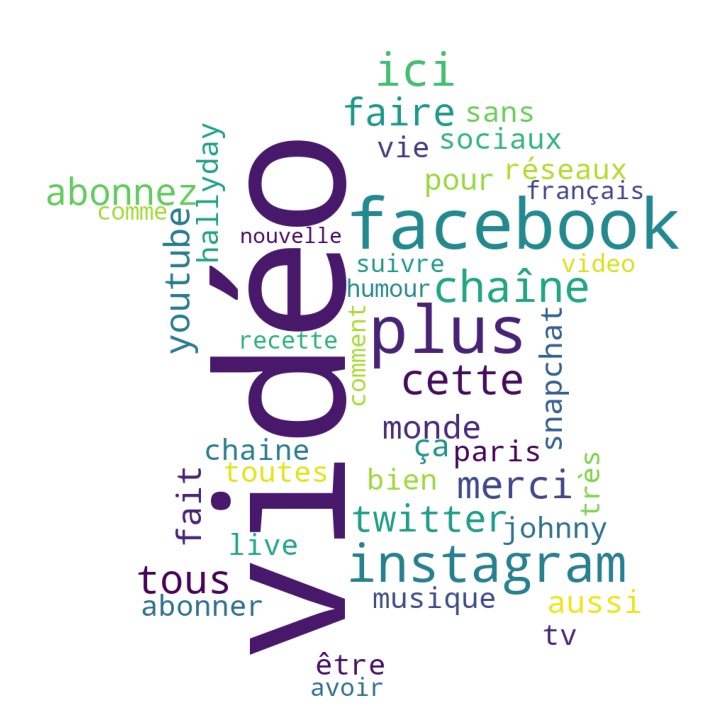 ici
faire
sans
sociaux
vie
réseaux
pour
français
abonnez
comme
hallyday
youtube
vidéo
nouvelle
facebook
suivre
video
humour
chaîne
recette
comment
plus
snapchat
cette
monde
ça
paris
chaine
toutes
bien
merci
très
fait
twitter
johnny
live
instagram
tous
abonner
musique
aussi
tv
être
avoir